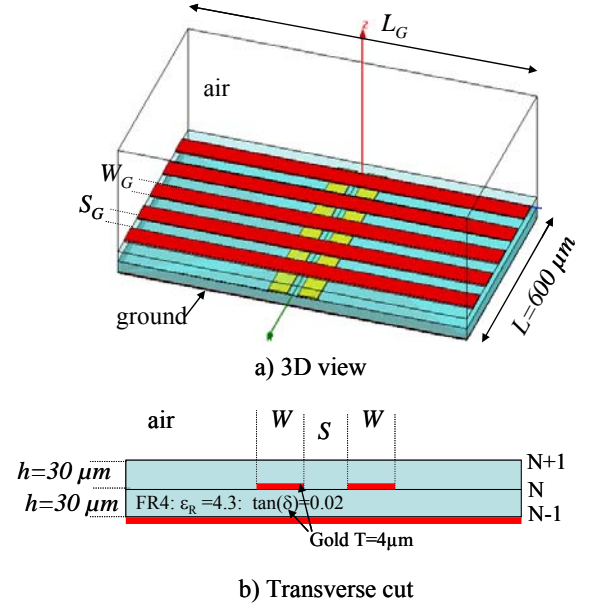 z
L_G
air
W_G
S_G
L=600 µm
ground
a) 3D view
air
W
S
W
N+1
h=30 µm
N
h=30 µm
FR4: ε_R =4.3: tan(δ)=0.02
N-1
Gold T=4µm
b) Transverse cut